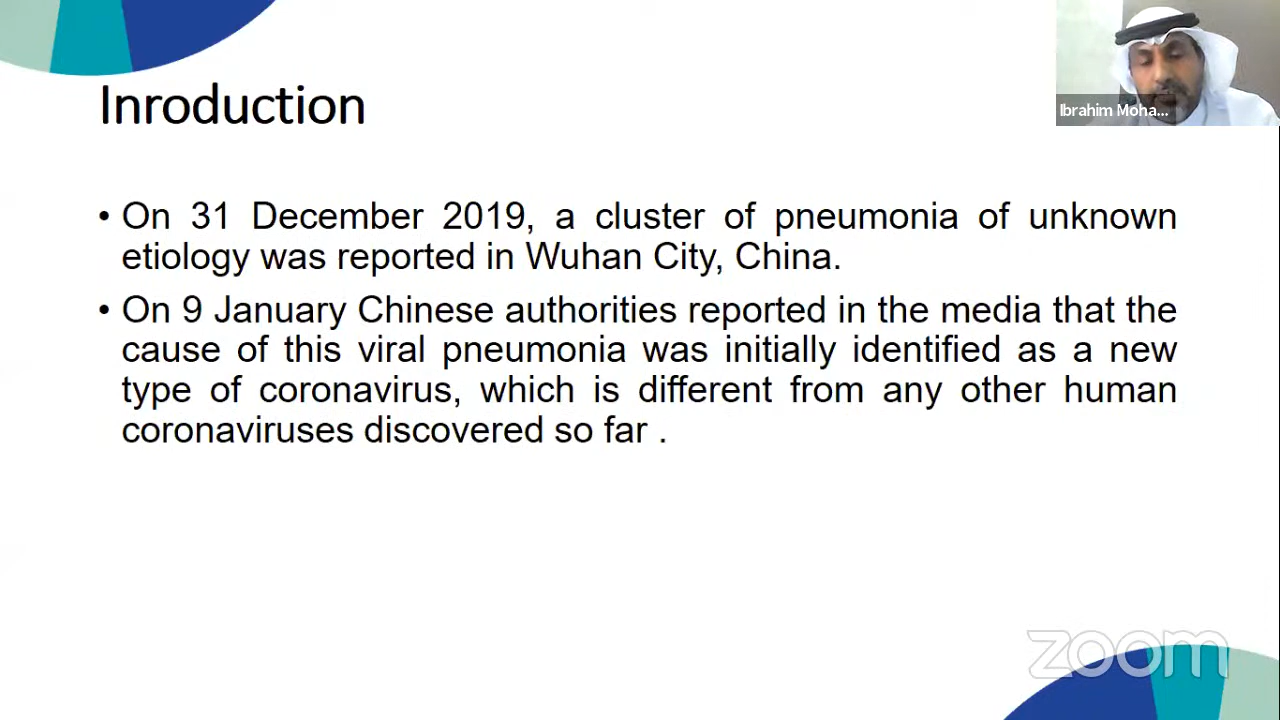 Inroduction
Ibrahim Moha...
• On 31 December 2019, a cluster of pneumonia of unknown
etiology was reported in Wuhan City, China.
• On 9 January Chinese authorities reported in the media that the
cause of this viral pneumonia was initially identified as a new
type of coronavirus, which is different from any other human
coronaviruses discovered so far .
zoom